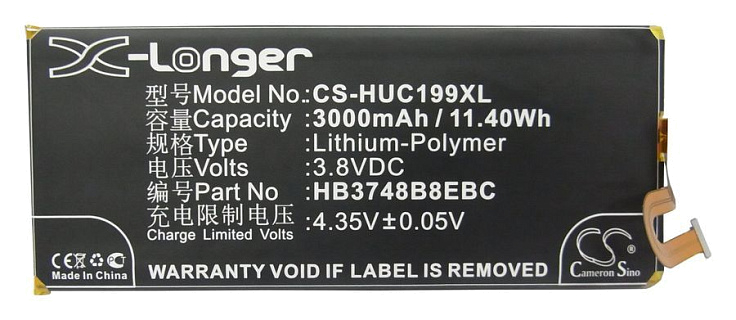 X-Longer
型号Model No.:CS-HUC199XL
容量Capacity :3000mAh / 11.40Wh
规格Type :Lithium-Polymer
电压Volts :3.8VDC
编号Part No :HB3748B8EBC
充电限制电压 :4.35V±0.05V
Charge Limited Volts
CE FC
Made In China
WARRANTY VOID IF LABEL IS REMOVED
CS
Cameron Sino